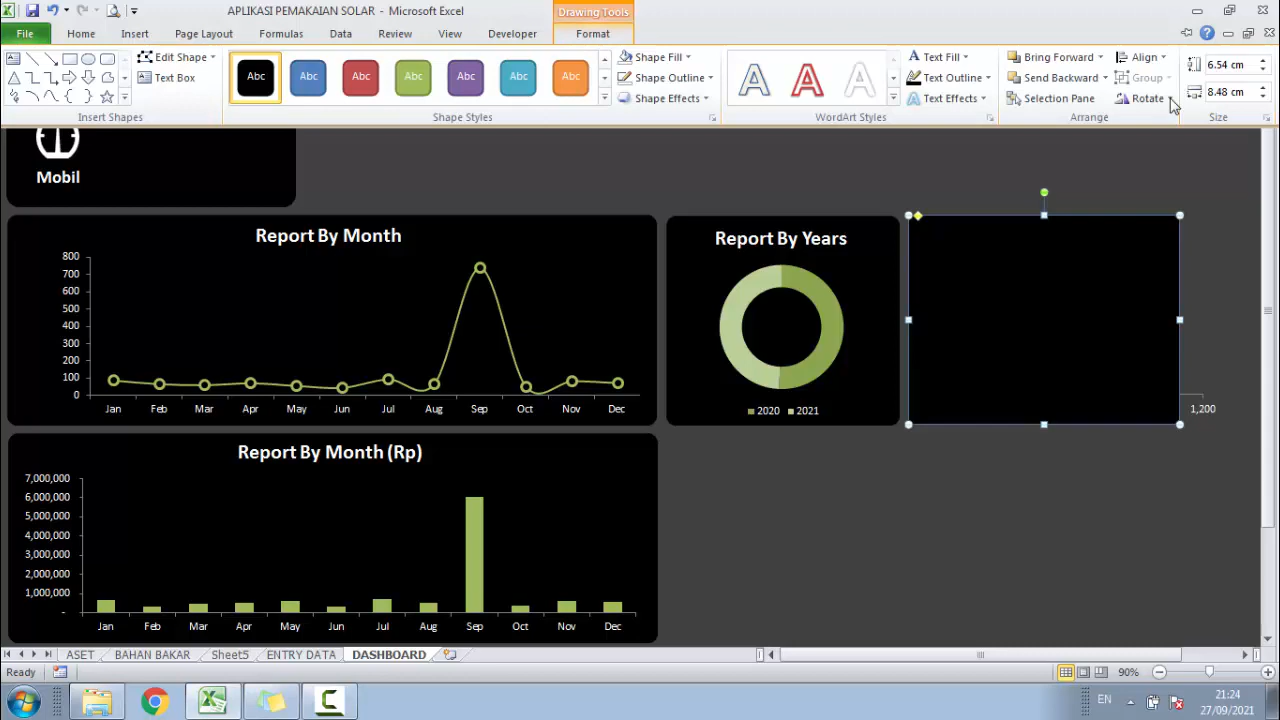 APLIKASI PEMAKAIAN SOLAR - Microsoft Excel
Drawing Tools
File
Home
Insert
Page Layout
Formulas
Data
Review
View
Developer
Format
Edit Shape
Text Box
Insert Shapes
Abc
Abc
Abc
Abc
Abc
Abc
Abc
Shape Fill
Shape Outline
Shape Effects
Shape Styles
A
A
A
Text Fill
Text Outline
Text Effects
WordArt Styles
Bring Forward
Send Backward
Selection Pane
Align
Group
Rotate
Arrange
6.54 cm
8.48 cm
Size
Mobil
Report By Month
800
700
600
500
400
300
200
100
0
Jan Feb Mar Apr May Jun Jul Aug Sep Oct Nov Dec
Report By Years
2020 2021
1,200
Report By Month (Rp)
7,000,000
6,000,000
5,000,000
4,000,000
3,000,000
2,000,000
1,000,000
-
Jan Feb Mar Apr May Jun Jul Aug Sep Oct Nov Dec
ASET BAHAN BAKAR Sheet5 ENTRY DATA DASHBOARD
Ready
90%
EN
21:24
27/09/2021